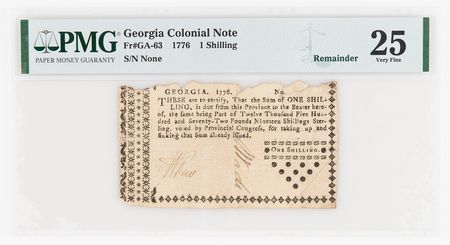 PMG
PAPER MONEY GUARANTY
Georgia Colonial Note
Fr#GA-63 1776 1 Shilling
S/N None
Remainder
25
Very Fine
GEORGIA. 1776. No.
THESE are to certify, That the Sum of ONE SHIL-
LING, is due from this Province to the Bearer here
of, the same being Part of Twelve Thousand Five Hun
dred and Seventy-Two Pounds Nineteen Shillings Ster-
ling, voted by Provincial Congress, for taking up and
sinking that Sum already issued.
ONE SHILLING.